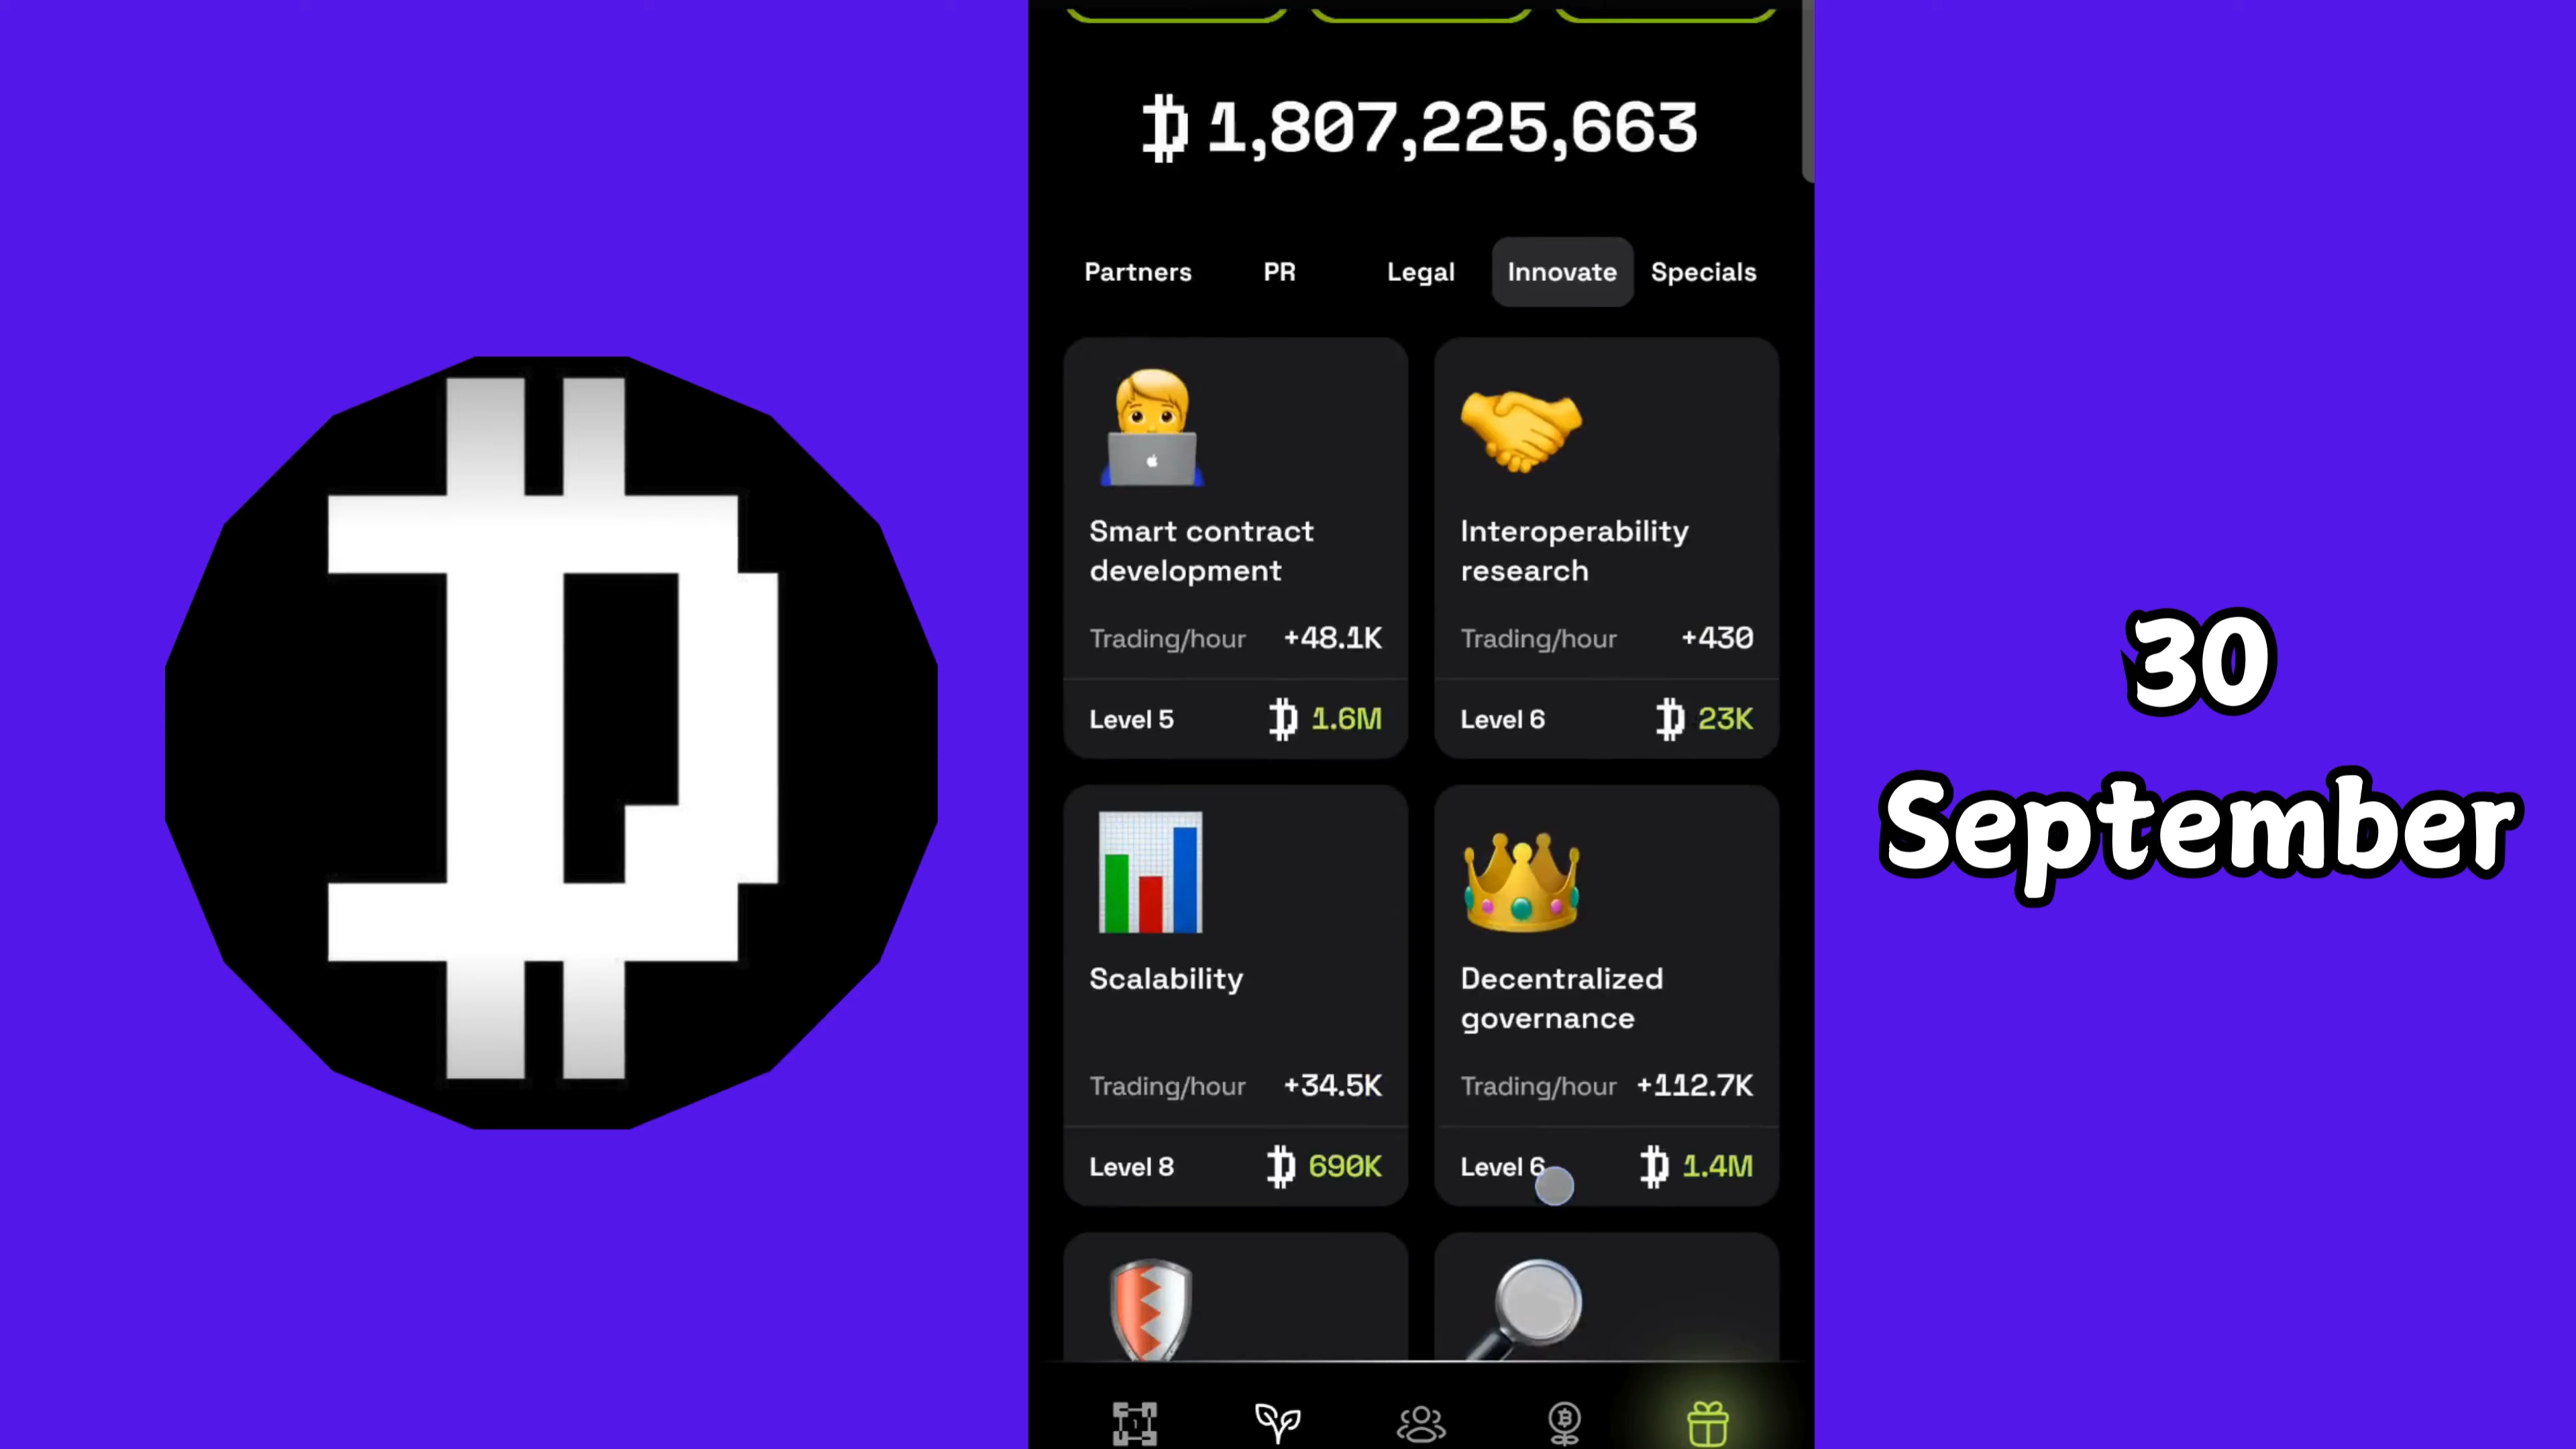 1,807,225,663
Partners PR Legal Innovate Specials
Smart contract
development
Trading/hour +48.1K
Level 5 1.6M
Interoperability
research
Trading/hour +430
Level 6 23K
Scalability
Trading/hour +34.5K
Level 8 690K
Decentralized
governance
Trading/hour +112.7K
Level 6 1.4M
30
September